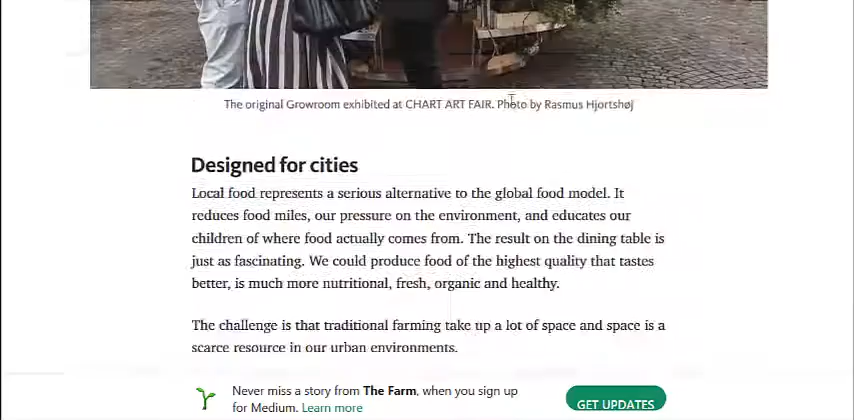 The original Growroom exhibited at CHART ART FAIR. Photo by Rasmus Hjortshøj
Designed for cities
Local food represents a serious alternative to the global food model. It
reduces food miles, our pressure on the environment, and educates our
children of where food actually comes from. The result on the dining table is
just as fascinating. We could produce food of the highest quality that tastes
better, is much more nutritional, fresh, organic and healthy.
The challenge is that traditional farming take up a lot of space and space is a
scarce resource in our urban environments.
Never miss a story from The Farm, when you sign up
for Medium. Learn more
GET UPDATES